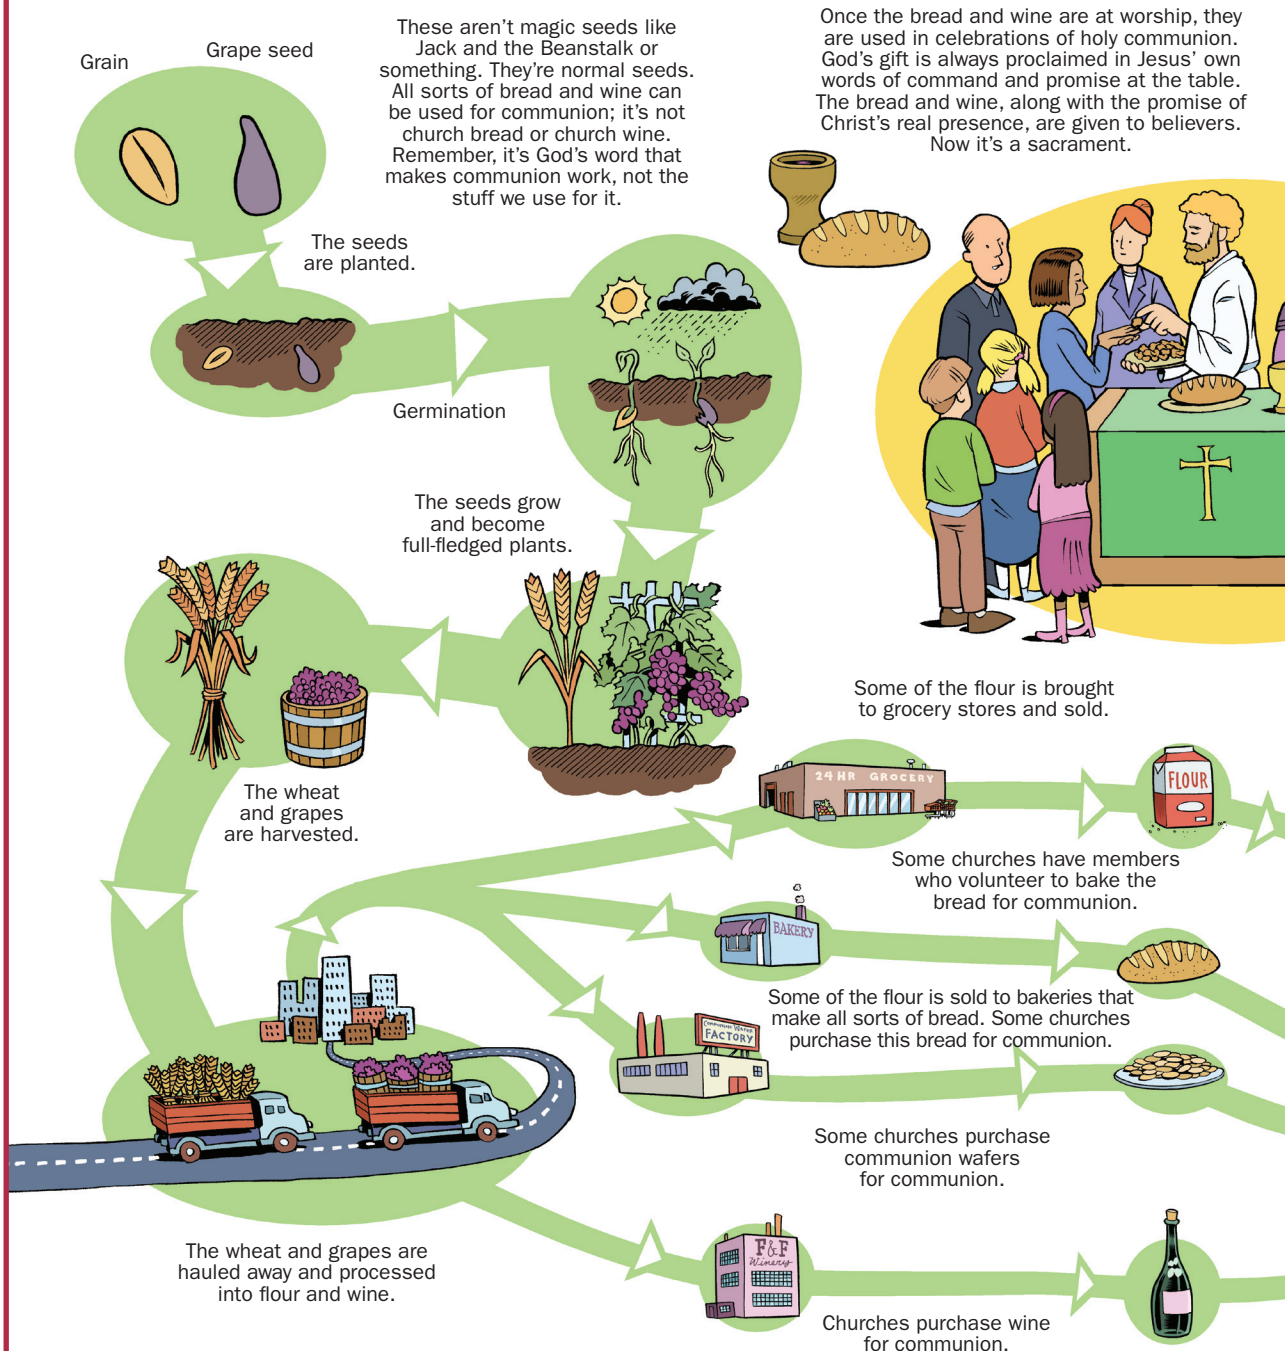 Grain
Grape seed
These aren’t magic seeds like
Jack and the Beanstalk or
something. They’re normal seeds.
All sorts of bread and wine can
be used for communion; it’s not
church bread or church wine.
Remember, it’s God’s word that
makes communion work, not the
stuff we use for it.
Once the bread and wine are at worship, they
are used in celebrations of holy communion.
God’s gift is always proclaimed in Jesus’ own
words of command and promise at the table.
The bread and wine, along with the promise of
Christ’s real presence, are given to believers.
Now it’s a sacrament.
The seeds
are planted.
Germination
The seeds grow
and become
full-fledged plants.
The wheat
and grapes
are harvested.
Some of the flour is brought
to grocery stores and sold.
24 HR GROCERY
FLOUR
Some churches have members
who volunteer to bake the
bread for communion.
BAKERY
Some of the flour is sold to bakeries that
make all sorts of bread. Some churches
purchase this bread for communion.
Communion Wafer
FACTORY
Some churches purchase
communion wafers
for communion.
The wheat and grapes are
hauled away and processed
into flour and wine.
F&F
Winery
Churches purchase wine
for communion.